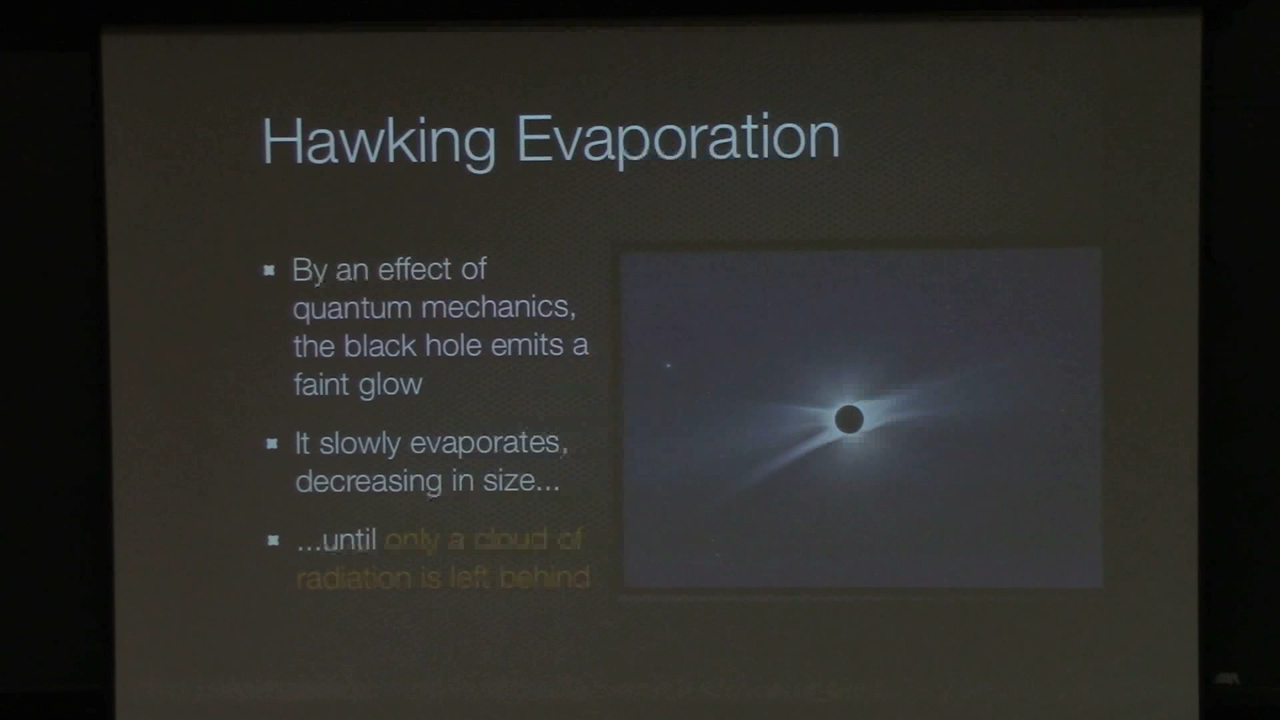 Hawking Evaporation
By an effect of
quantum mechanics,
the black hole emits a
faint glow
It slowly evaporates,
decreasing in size...
...until only a cloud of
radiation is left behind